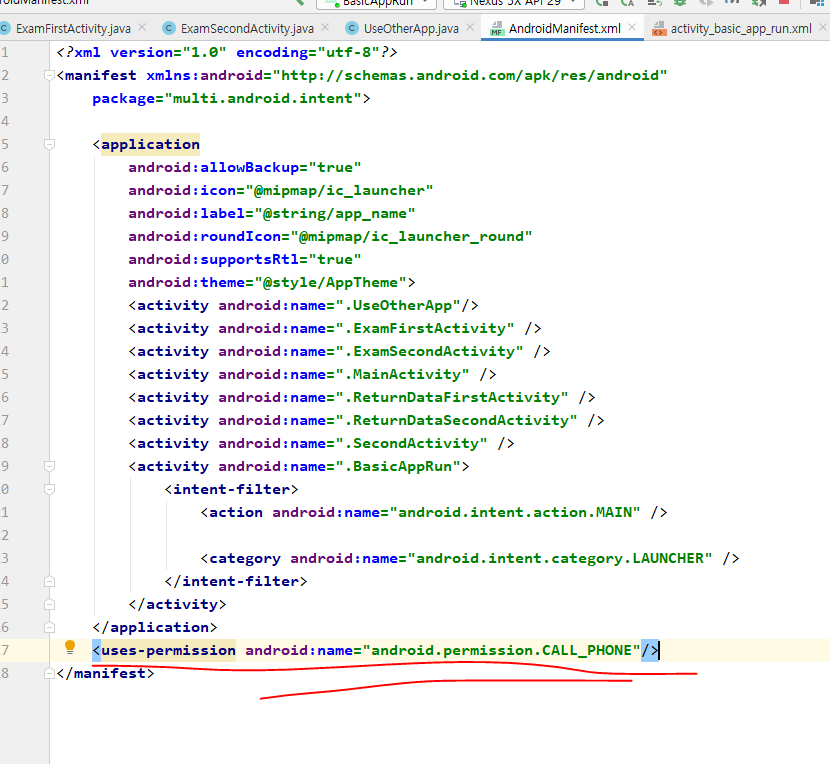 BasicAppRun Nexus 5X API 29
ExamFirstActivity.java ExamSecondActivity.java UseOtherApp.java AndroidManifest.xml activity_basic_app_run.xml
1 <?xml version="1.0" encoding="utf-8"?>
2 <manifest xmlns:android="http://schemas.android.com/apk/res/android"
3 package="multi.android.intent">
4
5 <application
6 android:allowBackup="true"
7 android:icon="@mipmap/ic_launcher"
8 android:label="@string/app_name"
9 android:roundIcon="@mipmap/ic_launcher_round"
0 android:supportsRtl="true"
1 android:theme="@style/AppTheme">
2 <activity android:name=".UseOtherApp"/>
3 <activity android:name=".ExamFirstActivity" />
4 <activity android:name=".ExamSecondActivity" />
5 <activity android:name=".MainActivity" />
6 <activity android:name=".ReturnDataFirstActivity" />
7 <activity android:name=".ReturnDataSecondActivity" />
8 <activity android:name=".SecondActivity" />
9 <activity android:name=".BasicAppRun">
0 <intent-filter>
1 <action android:name="android.intent.action.MAIN" />
2
3 <category android:name="android.intent.category.LAUNCHER" />
4 </intent-filter>
5 </activity>
6 </application>
7 <uses-permission android:name="android.permission.CALL_PHONE"/>
8 </manifest>